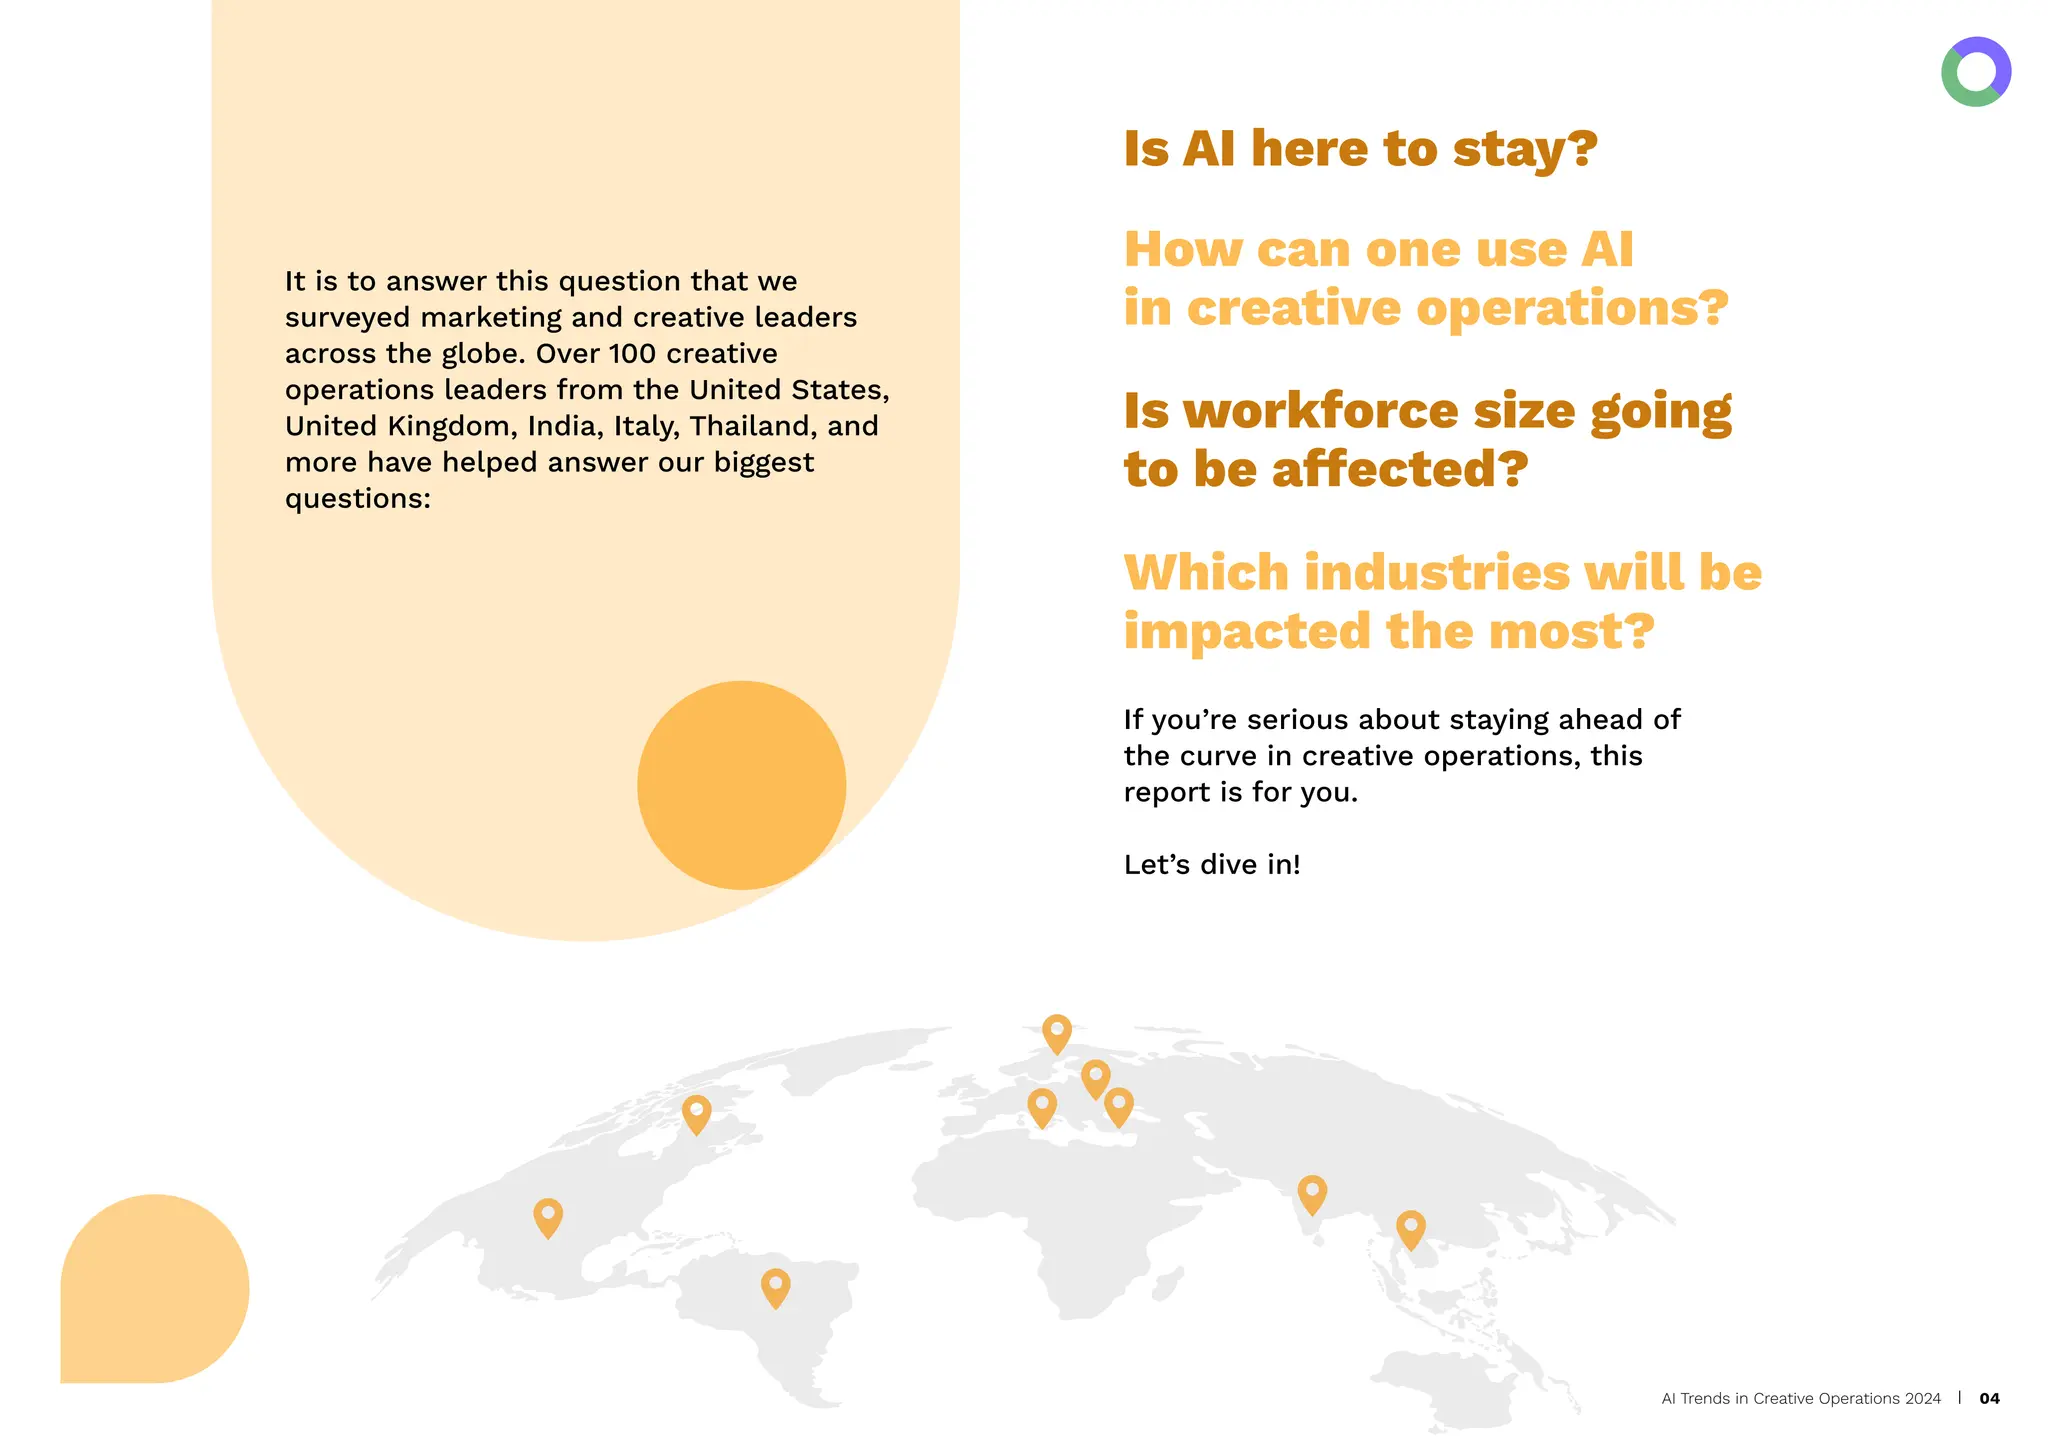 It is to answer this question that we
surveyed marketing and creative leaders
across the globe. Over 100 creative
operations leaders from the United States,
United Kingdom, India, Italy, Thailand, and
more have helped answer our biggest
questions:
Is AI here to stay?
How can one use AI
in creative operations?
Is workforce size going
to be affected?
Which industries will be
impacted the most?
If you’re serious about staying ahead of
the curve in creative operations, this
report is for you.
Let’s dive in!
AI Trends in Creative Operations 2024 | 04